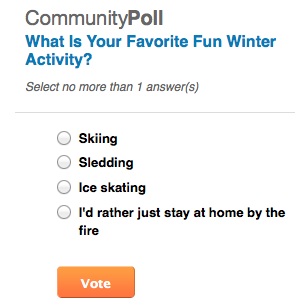 CommunityPoll
What Is Your Favorite Fun Winter
Activity?
Select no more than 1 answer(s)
Skiing
Sledding
Ice skating
I'd rather just stay at home by the
fire
Vote